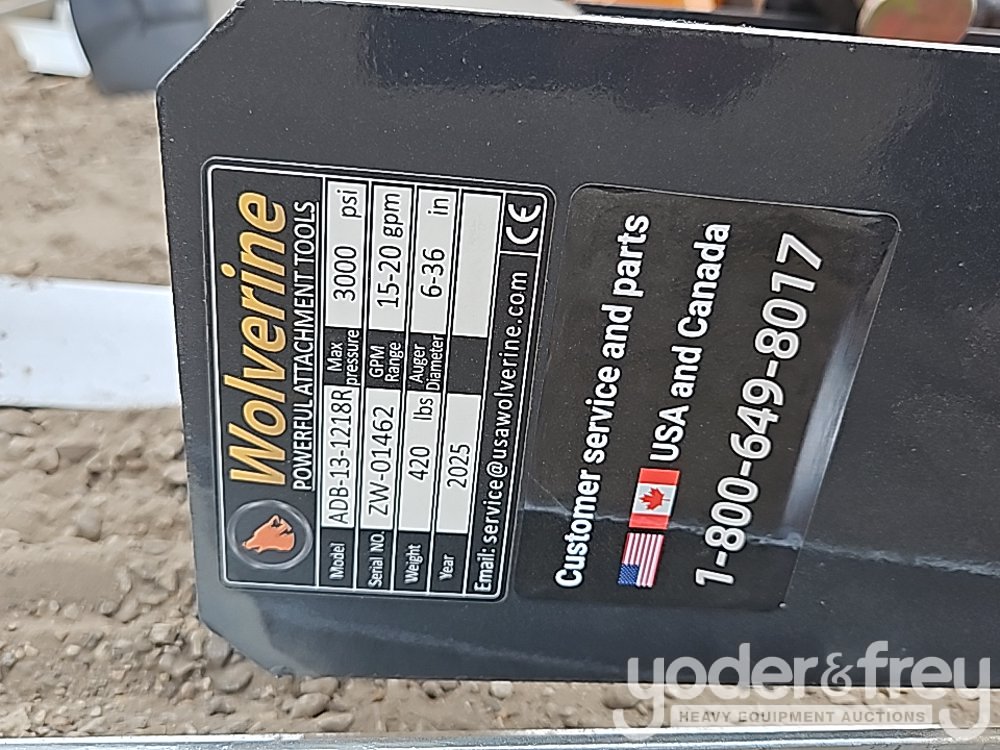 Wolverine
POWERFUL ATTACHMENT TOOLS
Model ADB-13-1218R Max pressure 3000 psi
Serial NO. ZW-01462 GPM Range 15-20 gpm
Weight 420 lbs Auger Diameter 6-36 in
Year 2025
Email: service@usawolverine.com CE
Customer service and parts
USA and Canada
1-800-649-8017
yoder&frey
HEAVY EQUIPMENT AUCTIONS